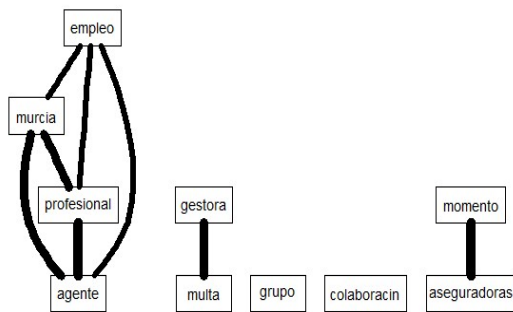 empleo
murcia
profesional
gestora
momento
agente
multa
grupo
colaboracin
aseguradoras